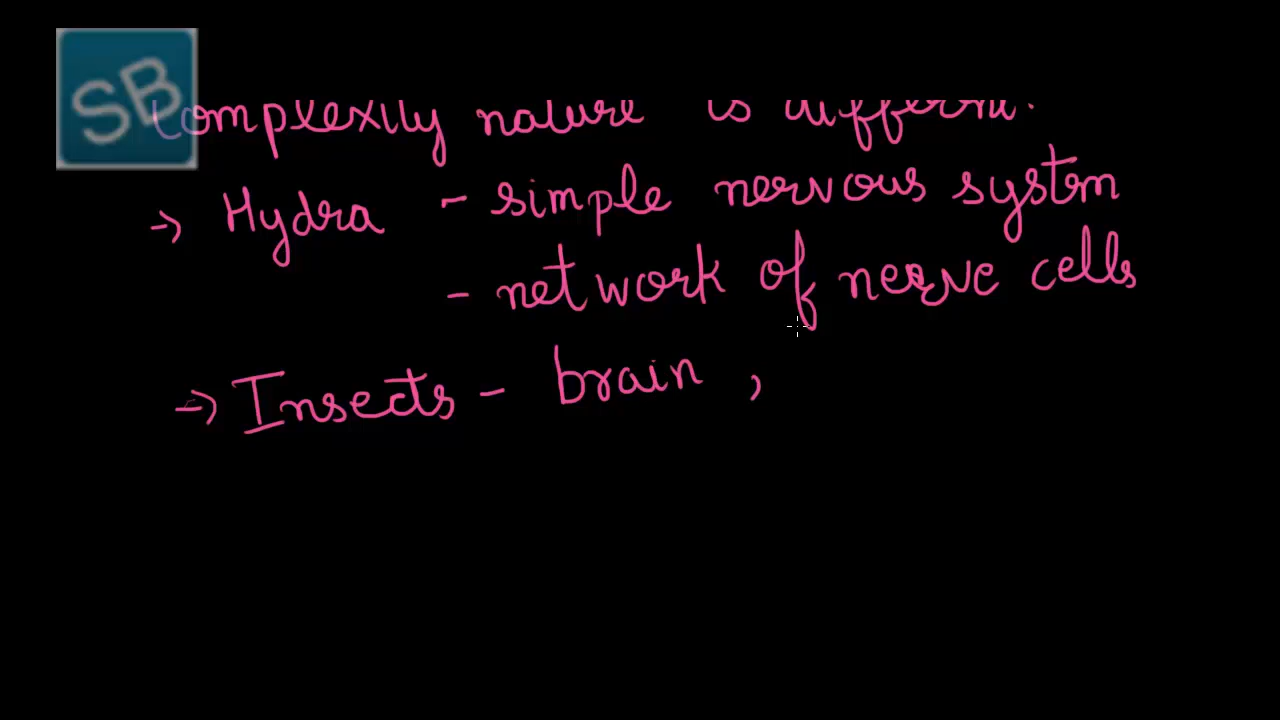 SB
Complexity nature is different.
→ Hydra - simple nervous system
- network of nerve cells
→ Insects - brain ,